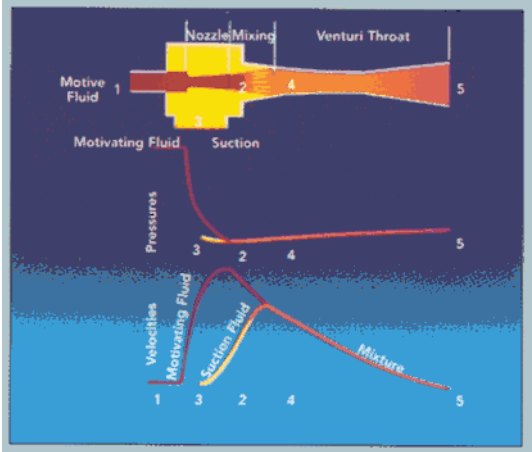 Nozzle Mixing Venturi Throat
Motive
Fluid
1
2
4
5
3
Motivating Fluid Suction
Pressures
3
2
4
5
Velocities
Motivating Fluid
Suction Fluid
Mixture
1 3 2 4 5